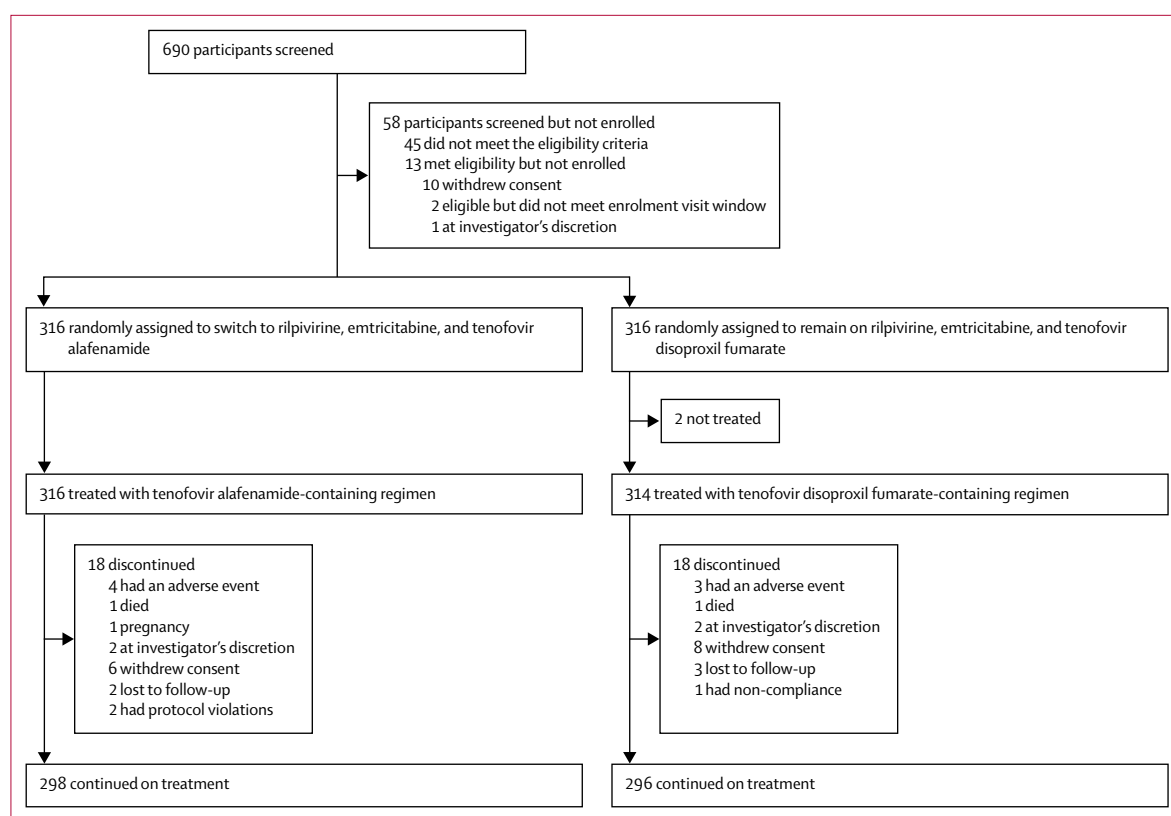 690 participants screened
58 participants screened but not enrolled
45 did not meet the eligibility criteria
13 met eligibility but not enrolled
10 withdrew consent
2 eligible but did not meet enrolment visit window
1 at investigator's discretion
316 randomly assigned to switch to rilpivirine, emtricitabine, and tenofovir
alafenamide
316 randomly assigned to remain on rilpivirine, emtricitabine, and tenofovir
disoproxil fumarate
2 not treated
316 treated with tenofovir alafenamide-containing regimen
314 treated with tenofovir disoproxil fumarate-containing regimen
18 discontinued
4 had an adverse event
1 died
1 pregnancy
2 at investigator's discretion
6 withdrew consent
2 lost to follow-up
2 had protocol violations
18 discontinued
3 had an adverse event
1 died
2 at investigator's discretion
8 withdrew consent
3 lost to follow-up
1 had non-compliance
298 continued on treatment
296 continued on treatment